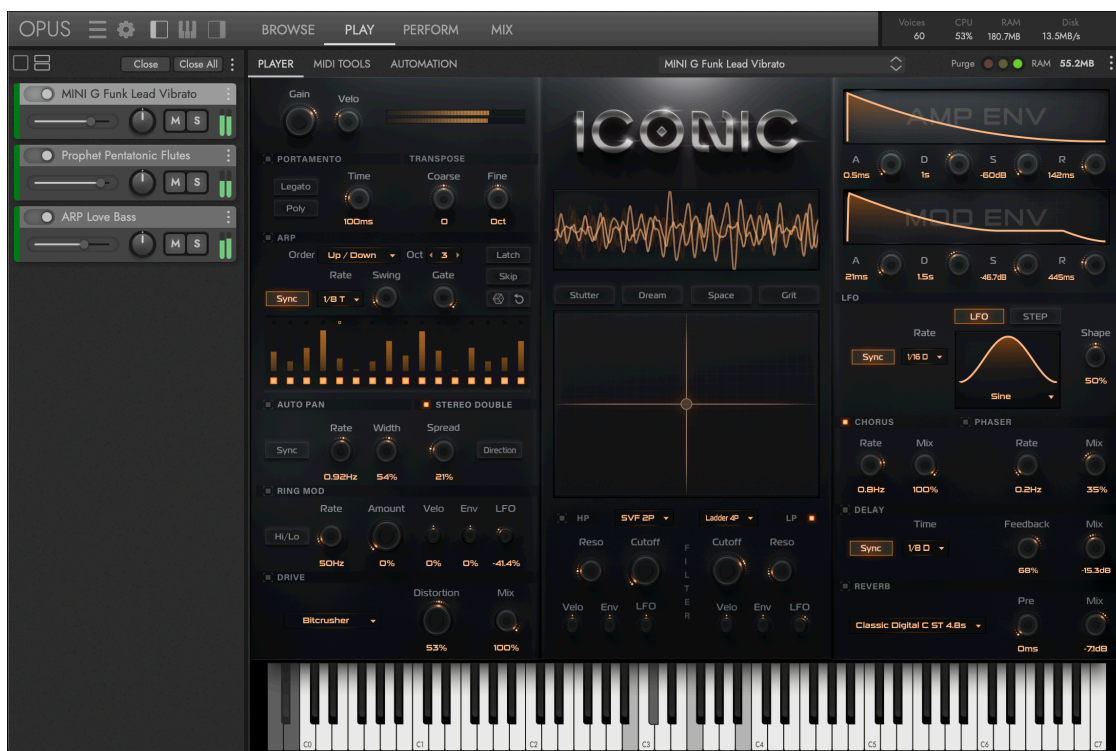 OPUS BROWSE PLAY PERFORM MIX Voices CPU RAM Disk
60 53% 180.7MB 13.5MB/s
Close Close All PLAYER MIDI TOOLS AUTOMATION MINI G Funk Lead Vibrato Purge RAM 55.2MB
MINI G Funk Lead Vibrato
M S
Prophet Pentatonic Flutes
M S
ARP Love Bass
M S
Gain Velo
PORTAMENTO TRANSPOSE
Legato Time Coarse Fine
Poly
100ms 0 0ct
ARP
Order Up / Down Oct 3 Latch
Rate Swing Gate Skip
Sync 1/8 T
AUTO PAN STEREO DOUBLE
Rate Width Spread
Sync Direction
0.92Hz 54% 21%
RING MOD
Rate Amount Velo Env LFO
Hi/Lo
50Hz 0% 0% 0% -41.4%
DRIVE
Distortion Mix
Bitcrusher
53% 100%
ICONIC
Stutter Dream Space Grit
HP SVF 2P Ladder 4P LP
Reso Cutoff Cutoff Reso
FILTER
Velo Env LFO Velo Env LFO
AMP ENV
A D S R
0.5ms 1s -60dB 142ms
MOD ENV
A D S R
21ms 1.5s -46.7dB 445ms
LFO
LFO STEP
Rate Shape
Sync 1/16 D
50%
Sine
CHORUS PHASER
Rate Mix Rate Mix
0.8Hz 100% 0.2Hz 35%
DELAY
Time Feedback Mix
Sync 1/8 D
68% -15.3dB
REVERB
Pre Mix
Classic Digital C ST 4.8s
0ms -7.1dB
C0 C1 C2 C3 C4 C5 C6 C7